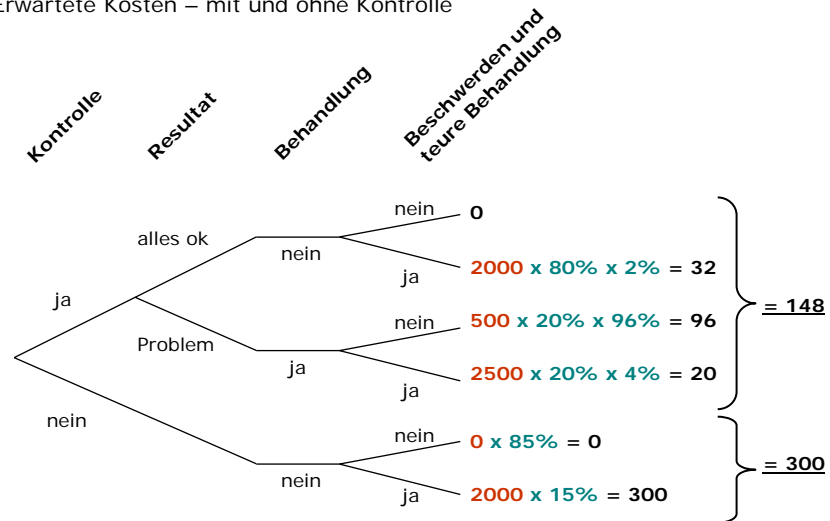 Erwartete Kosten – mit und ohne Kontrolle
Kontrolle
Resultat
Behandlung
Beschwerden und
teure Behandlung
nein
0
alles ok
nein
ja
2000 x 80% x 2% = 32
ja
nein
500 x 20% x 96% = 96
= 148
Problem
ja
ja
2500 x 20% x 4% = 20
nein
nein
0 x 85% = 0
= 300
nein
ja
2000 x 15% = 300